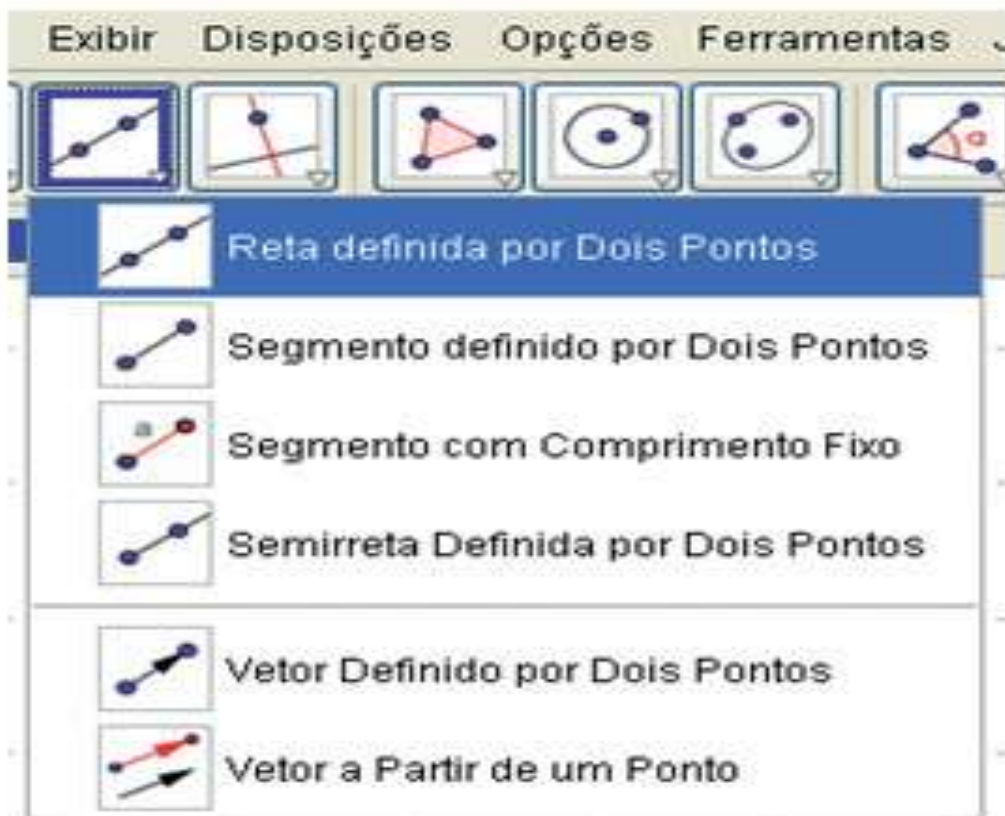 Exibir Disposições Opções Ferramentas
α
Reta definida por Dois Pontos
Segmento definido por Dois Pontos
a
Segmento com Comprimento Fixo
Semirreta Definida por Dois Pontos
Vetor Definido por Dois Pontos
Vetor a Partir de um Ponto